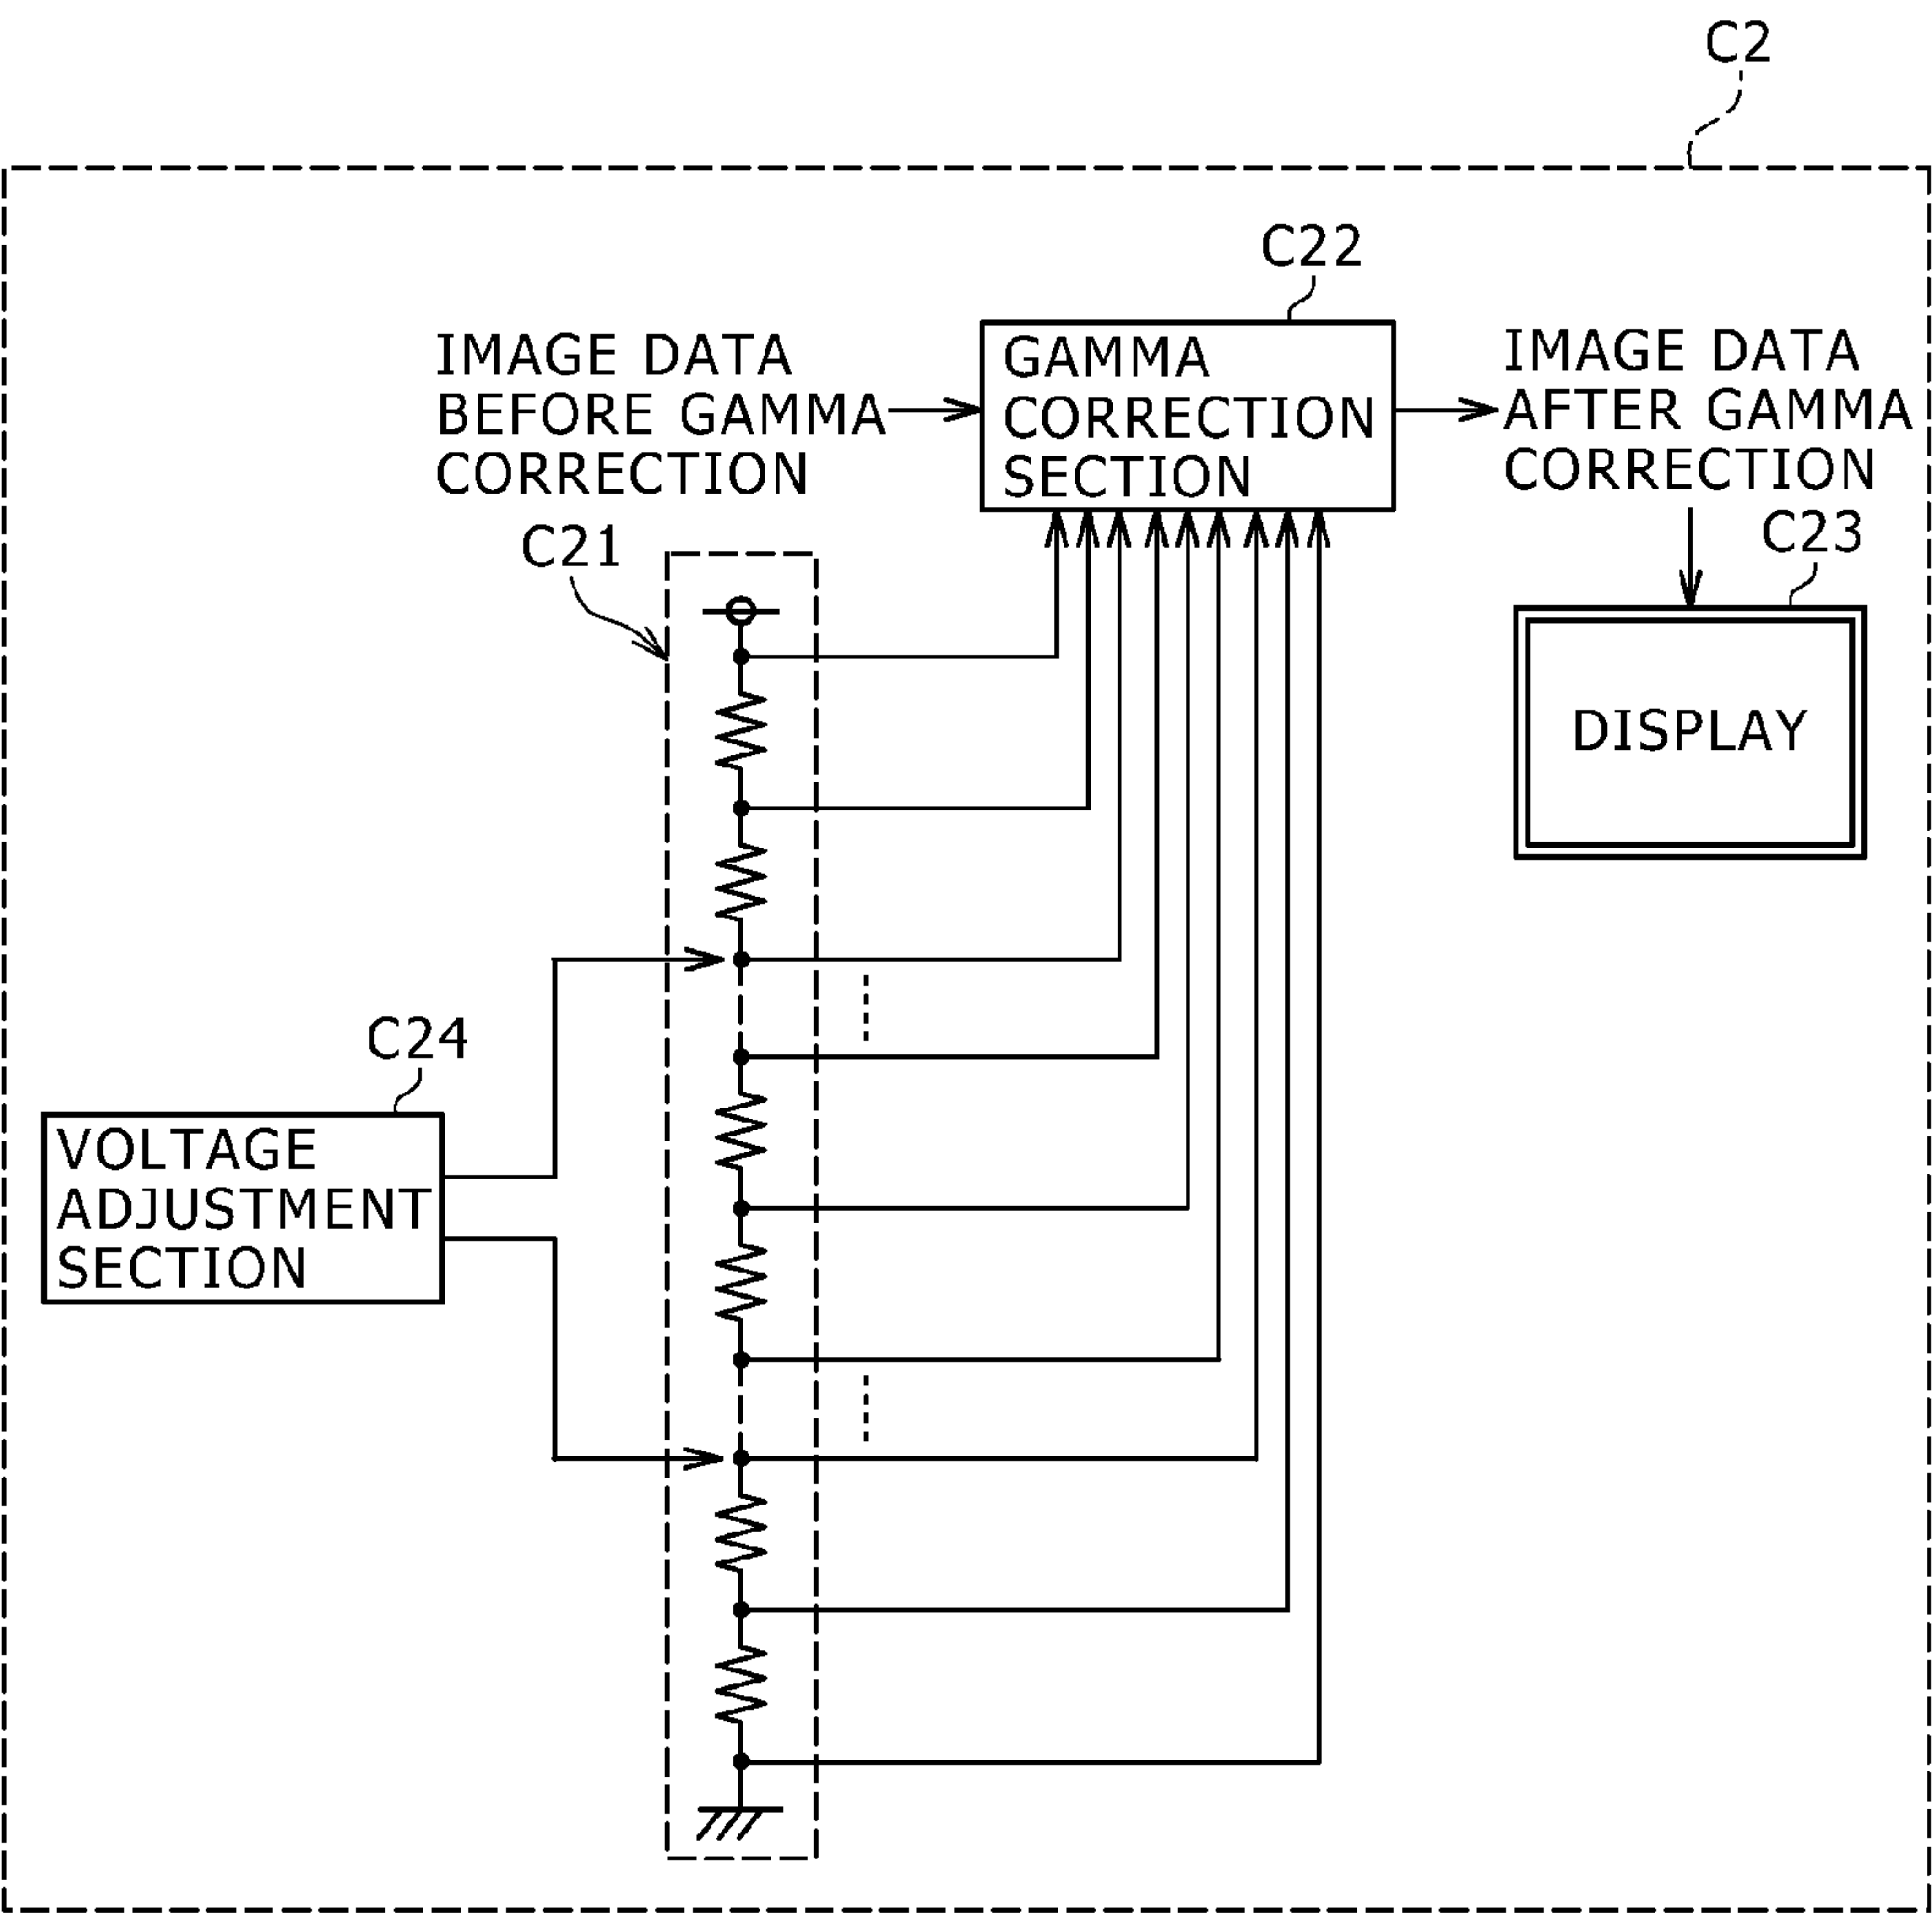 C2
C22
IMAGE DATA
BEFORE GAMMA
CORRECTION
GAMMA
CORRECTION
SECTION
IMAGE DATA
AFTER GAMMA
CORRECTION
C21
C23
DISPLAY
C24
VOLTAGE
ADJUSTMENT
SECTION